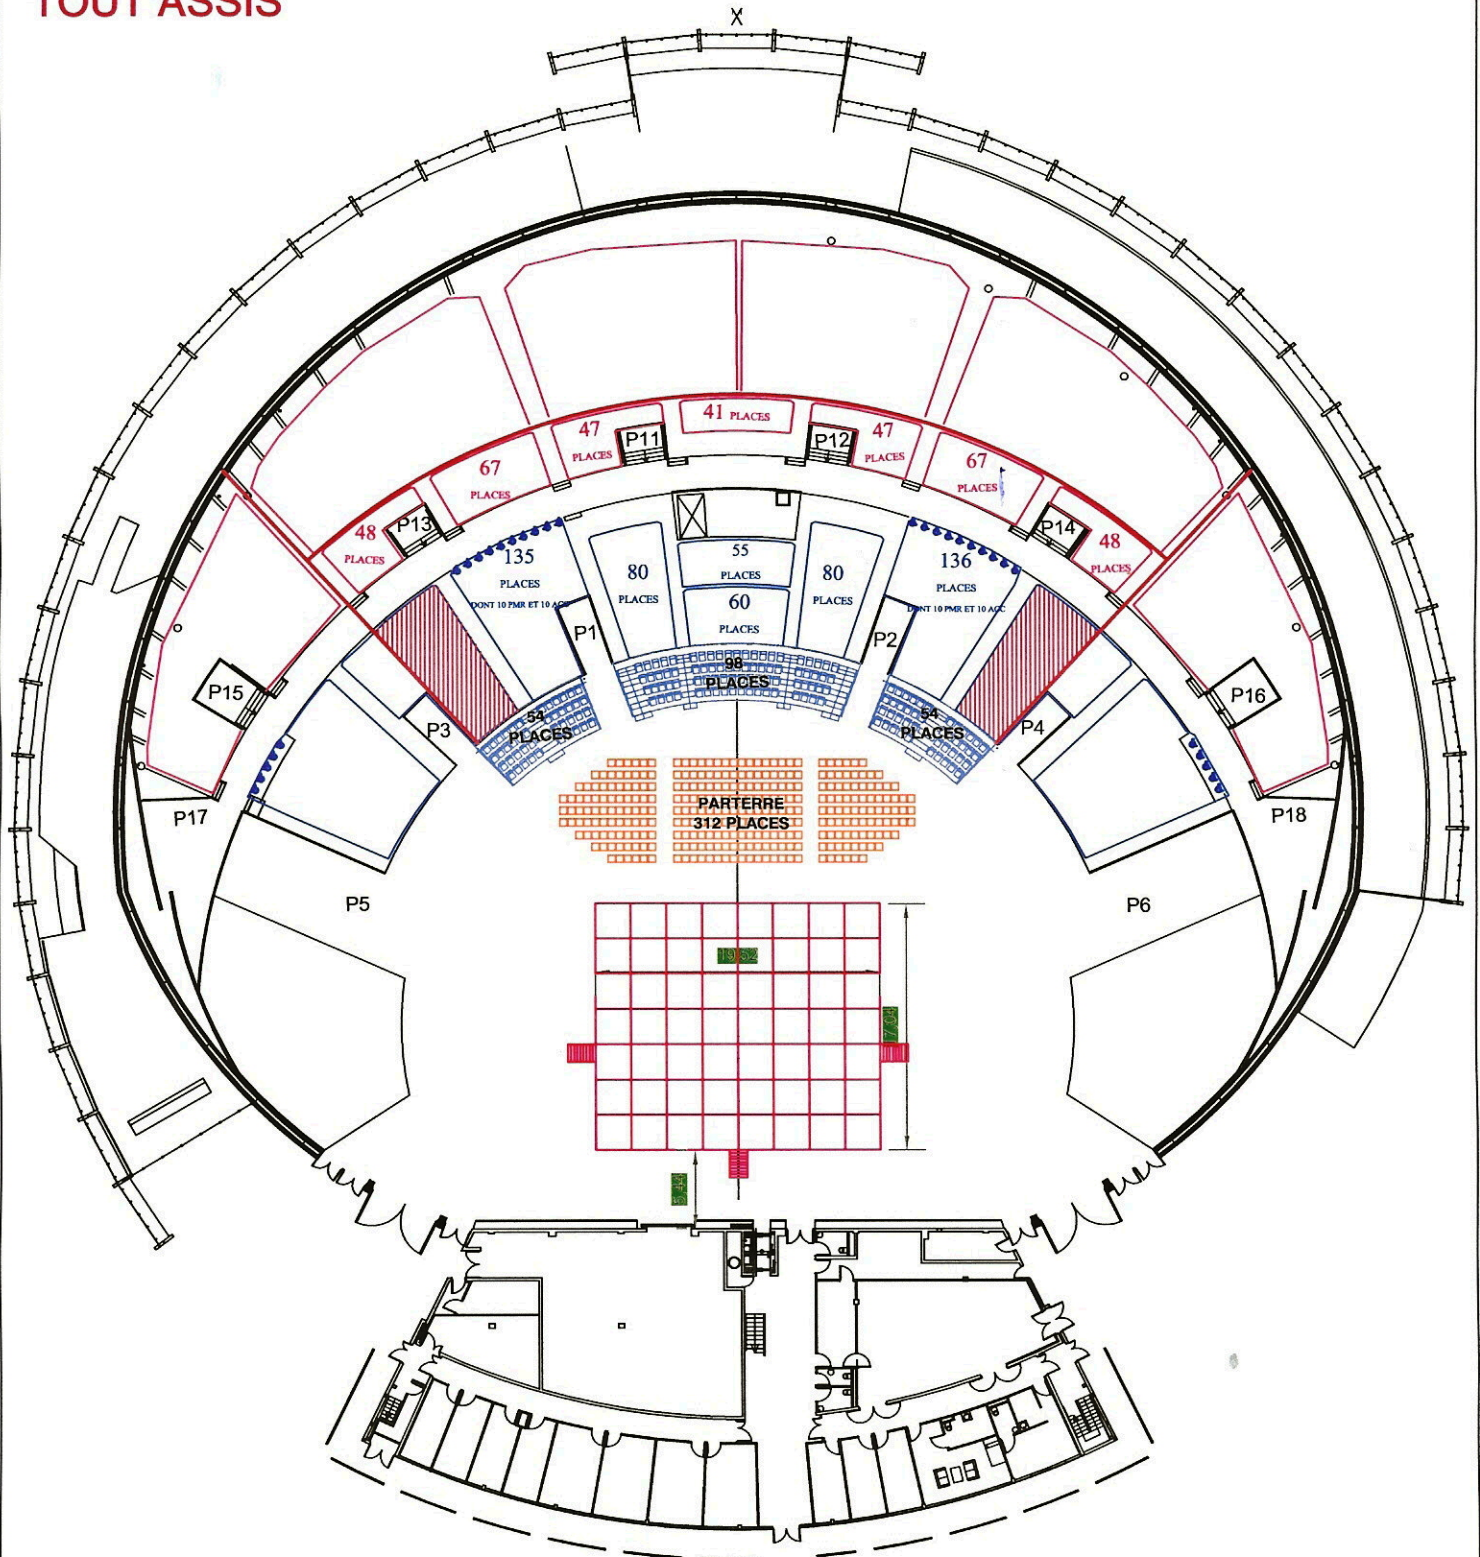 TOUT ASSIS
X
41 PLACES
47
PLACES
P11
P12
47
PLACES
67
PLACES
67
PLACES
48
PLACES
P13
P14
48
PLACES
135
PLACES
DONT 10 PMR ET 10 ACC
80
PLACES
55
PLACES
60
PLACES
80
PLACES
136
PLACES
DONT 10 PMR ET 10 ACC
P1
P2
98
PLACES
P15
P16
P3
54
PLACES
54
PLACES
P4
PARTERRE
312 PLACES
P17
P18
P5
P6